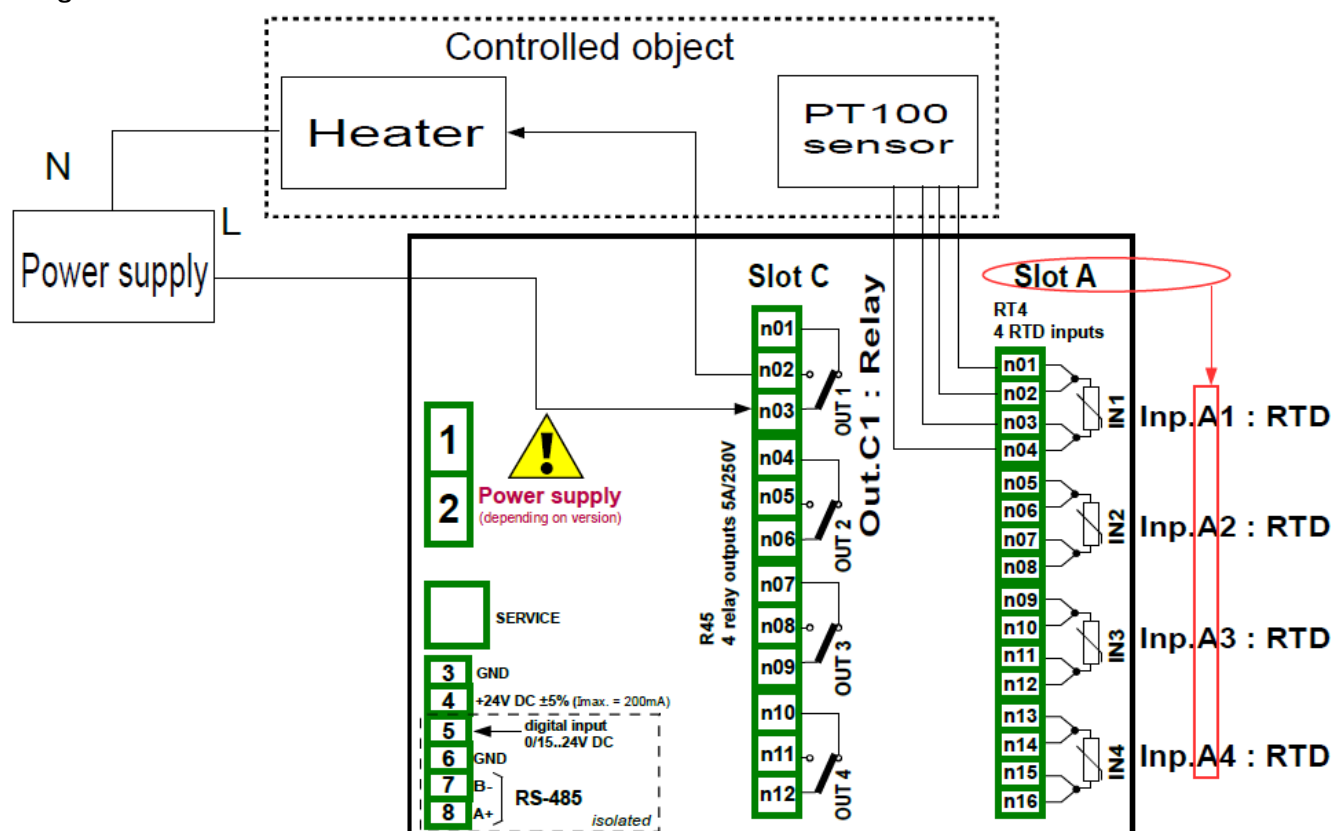 Controlled object
Heater
PT100
sensor
N
L
Power supply
Slot C
Slot A
RT4
4 RTD inputs
n01
n02
n03
n04
n05
n06
n07
n08
n09
n10
n11
n12
OUT 1
OUT 2
OUT 3
OUT 4
R45
4 relay outputs 5A/250V
Out.C1 : Relay
n01
n02
n03
n04
n05
n06
n07
n08
n09
n10
n11
n12
n13
n14
n15
n16
IN1
IN2
IN3
IN4
Inp.A1 : RTD
Inp.A2 : RTD
Inp.A3 : RTD
Inp.A4 : RTD
1
2
Power supply
(depending on version)
SERVICE
3 GND
4 +24V DC ±5% (Imax. = 200mA)
5 digital input
0/15..24V DC
6 GND
7 B-
RS-485
8 A+
isolated